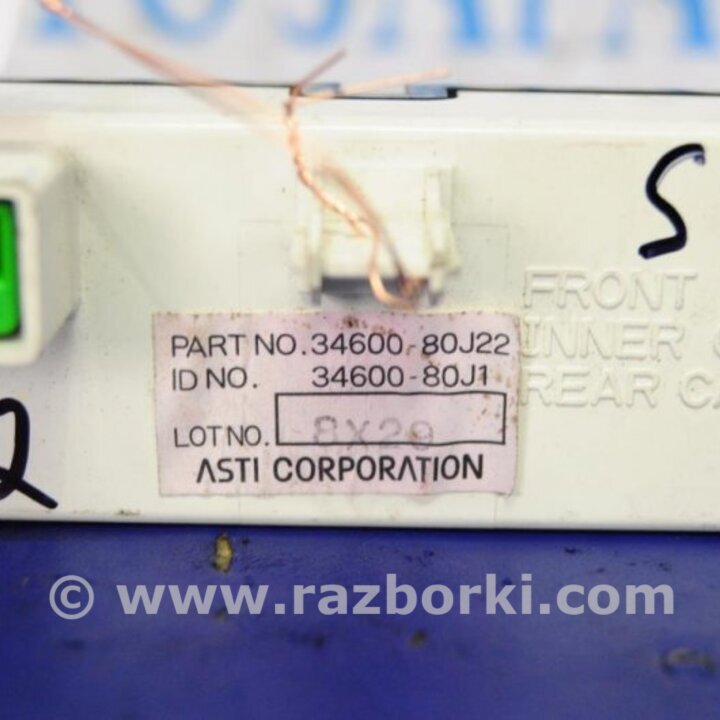 S
FRONT
INNER
REAR
PART NO. 34600-80J22
ID NO. 34600-80J1
LOT NO. 8X29
ASTI CORPORATION
2
© www.razborki.com